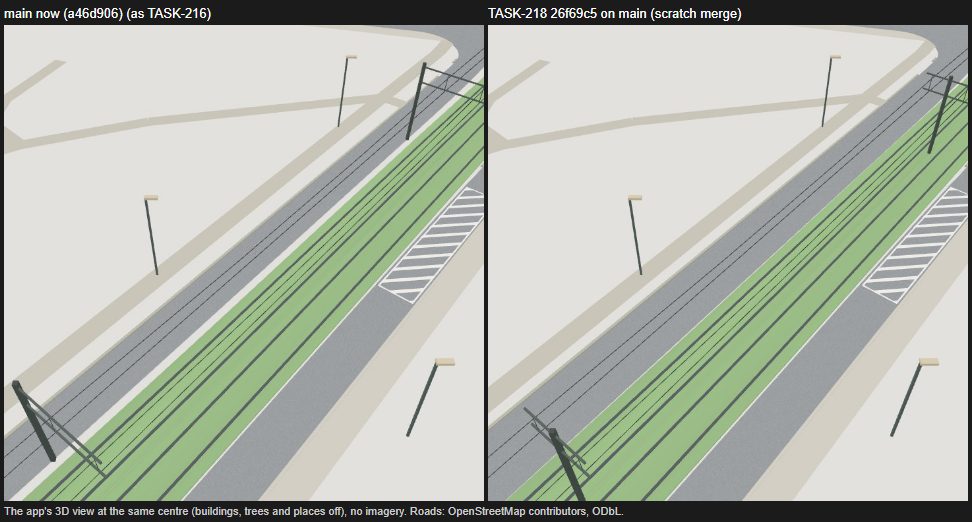 main now (a46d906) (as TASK-216)
TASK-218 26f69c5 on main (scratch merge)
The app's 3D view at the same centre (buildings, trees and places off), no imagery. Roads: OpenStreetMap contributors, ODbL.